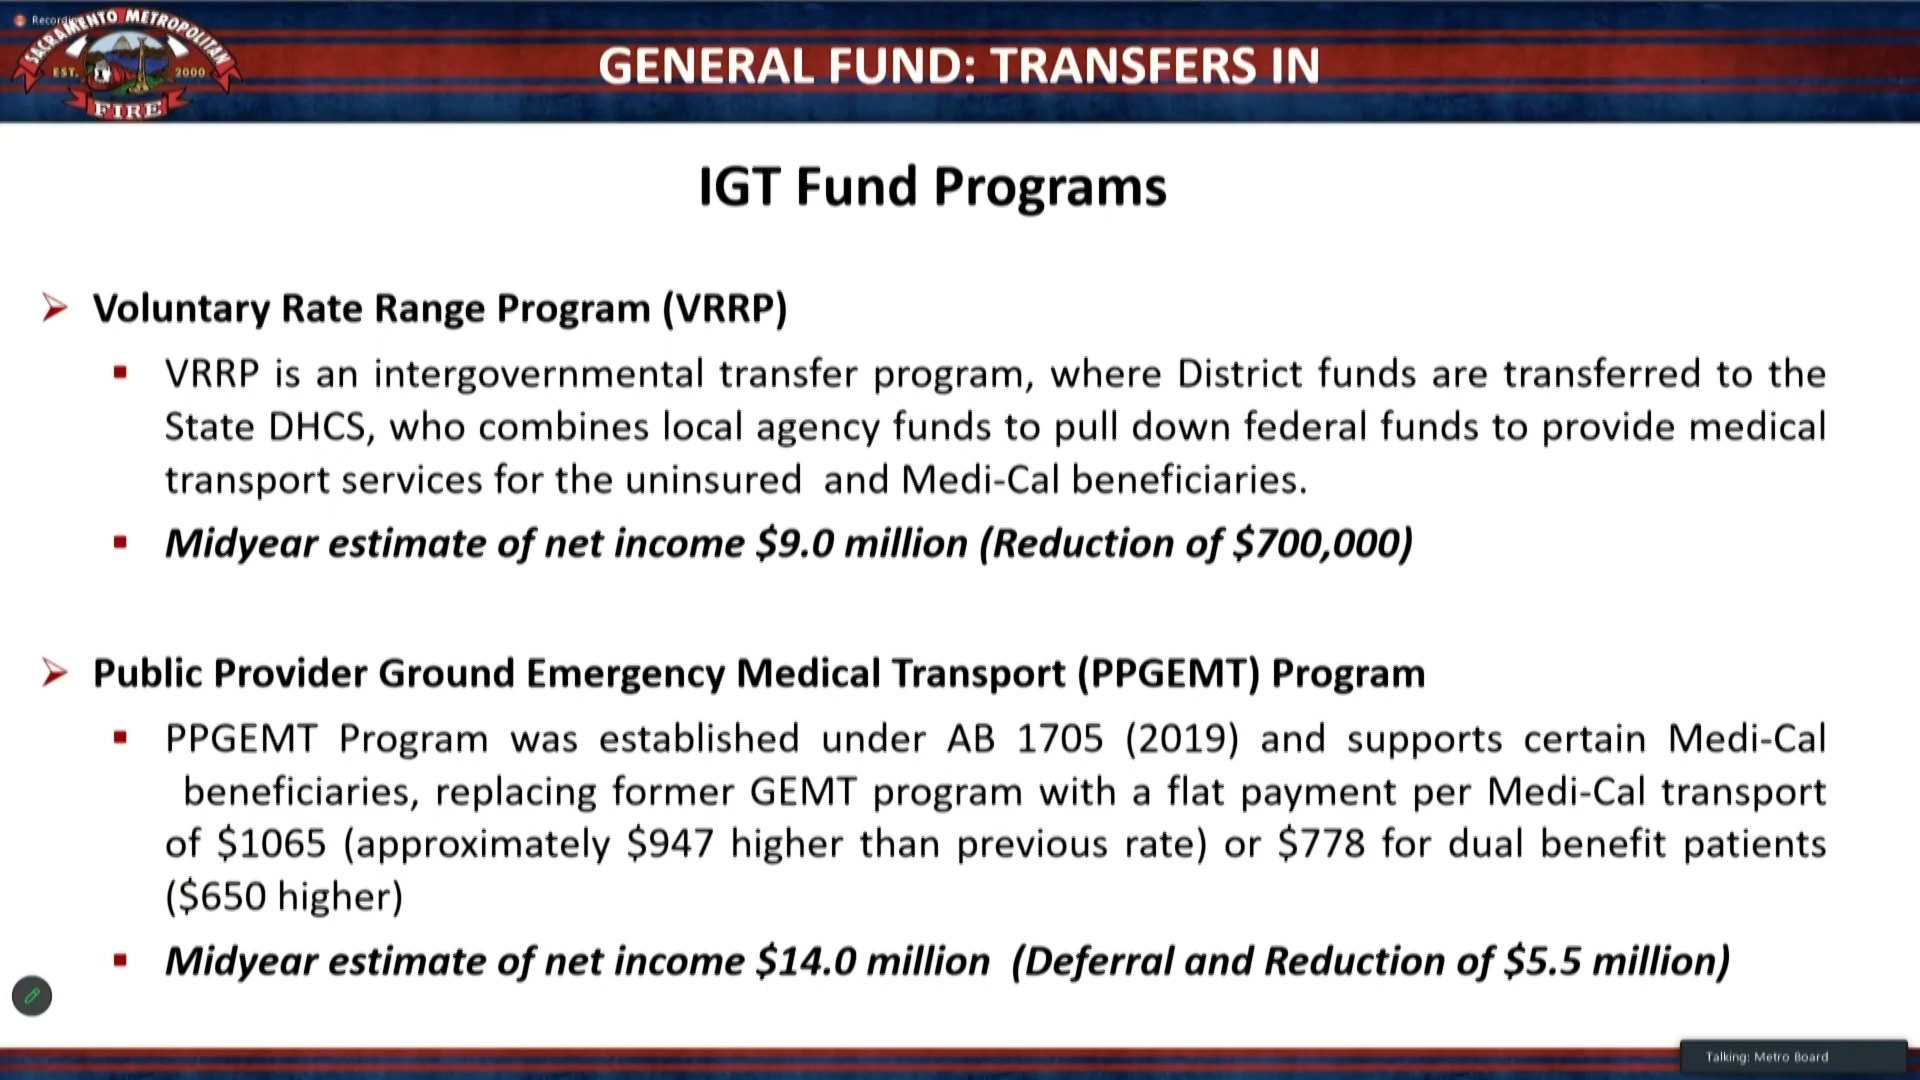 Recording
SACRAMENTO METROPOLITAN
EST. 2000
FIRE
GENERAL FUND: TRANSFERS IN
IGT Fund Programs
Voluntary Rate Range Program (VRRP)
VRRP is an intergovernmental transfer program, where District funds are transferred to the
State DHCS, who combines local agency funds to pull down federal funds to provide medical
transport services for the uninsured and Medi-Cal beneficiaries.
Midyear estimate of net income $9.0 million (Reduction of $700,000)
Public Provider Ground Emergency Medical Transport (PPGEMT) Program
PPGEMT Program was established under AB 1705 (2019) and supports certain Medi-Cal
beneficiaries, replacing former GEMT program with a flat payment per Medi-Cal transport
of $1065 (approximately $947 higher than previous rate) or $778 for dual benefit patients
($650 higher)
Midyear estimate of net income $14.0 million (Deferral and Reduction of $5.5 million)
Talking: Metro Board